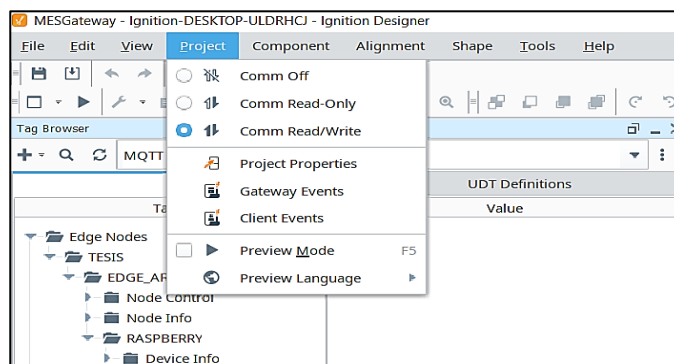 MESGateway - Ignition-DESKTOP-ULDRHCJ - Ignition Designer
File Edit View Project Component Alignment Shape Tools Help
Comm Off
Comm Read-Only
Comm Read/Write
Project Properties
Gateway Events
Client Events
Preview Mode F5
Preview Language
Tag Browser
MQTT
UDT Definitions
Value
Edge Nodes
TESIS
Node Control
Node Info
RASPBERRY
Device Info